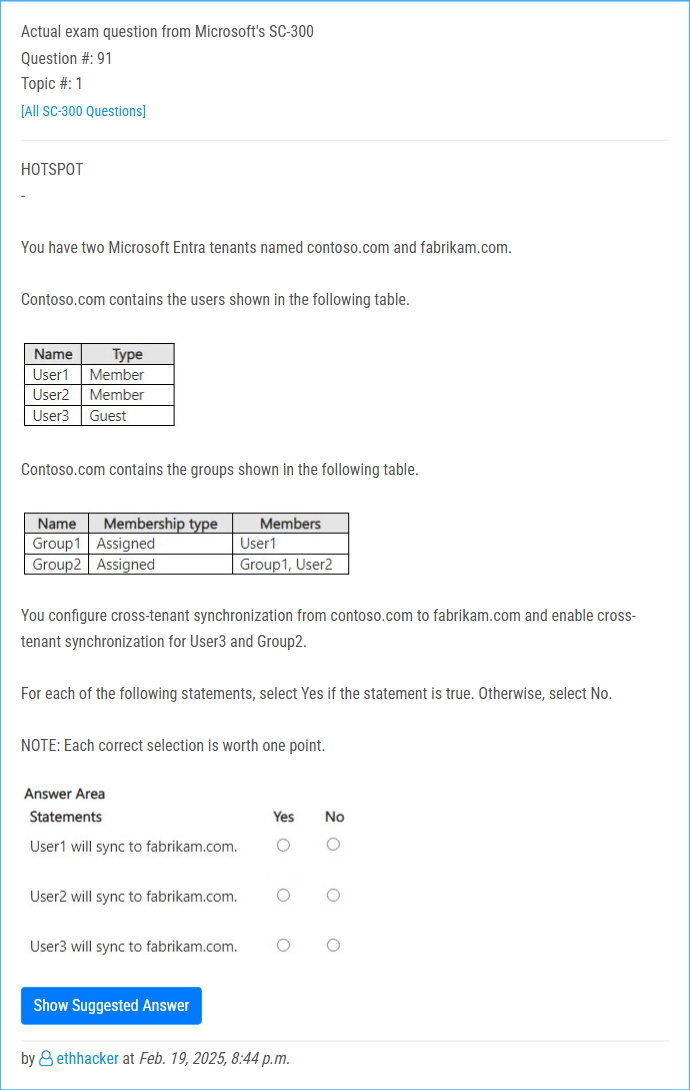 Actual exam question from Microsoft's SC-300
Question #: 91
Topic #: 1
[All SC-300 Questions]
HOTSPOT
-
You have two Microsoft Entra tenants named contoso.com and fabrikam.com.
Contoso.com contains the users shown in the following table.
Name Type
User1 Member
User2 Member
User3 Guest
Contoso.com contains the groups shown in the following table.
Name Membership type Members
Group1 Assigned User1
Group2 Assigned Group1, User2
You configure cross-tenant synchronization from contoso.com to fabrikam.com and enable cross-
tenant synchronization for User3 and Group2.
For each of the following statements, select Yes if the statement is true. Otherwise, select No.
NOTE: Each correct selection is worth one point.
Answer Area
Statements Yes No
User1 will sync to fabrikam.com.
User2 will sync to fabrikam.com.
User3 will sync to fabrikam.com.
Show Suggested Answer
by ethhacker at Feb. 19, 2025, 8:44 p.m.